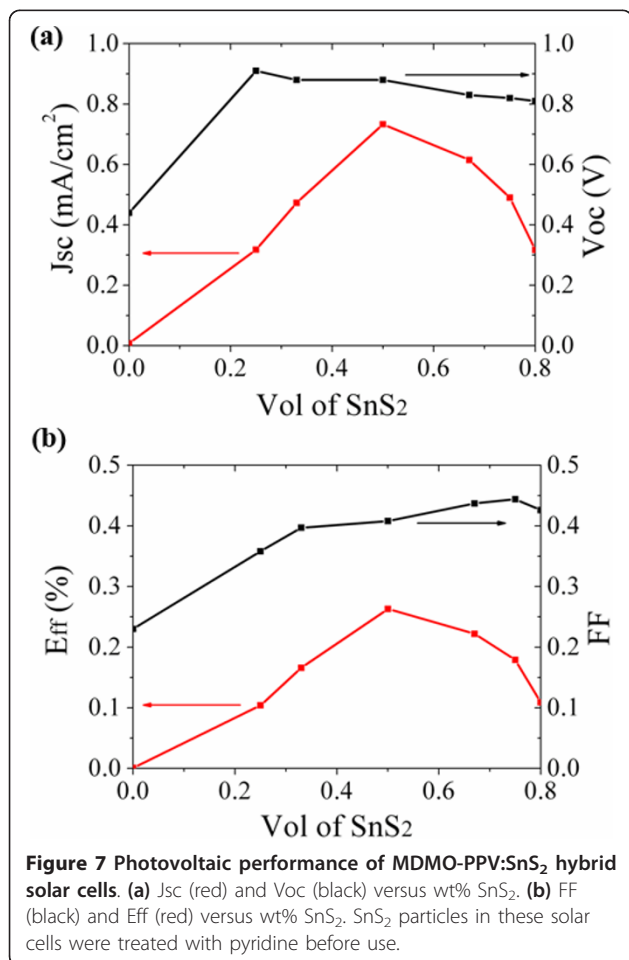 (a)
1.0
0.8
0.6
0.4
0.2
0.0
Jsc (mA/cm²)
1.0
0.8
0.6
0.4
0.2
0.0
Voc (V)
0.0 0.2 0.4 0.6 0.8
Vol of SnS₂
(b)
0.5
0.4
0.3
0.2
0.1
0.0
Eff (%)
0.5
0.4
0.3
0.2
0.1
0.0
FF
0.0 0.2 0.4 0.6 0.8
Vol of SnS₂
Figure 7 Photovoltaic performance of MDMO-PPV:SnS₂ hybrid
solar cells. (a) Jsc (red) and Voc (black) versus wt% SnS₂. (b) FF
(black) and Eff (red) versus wt% SnS₂. SnS₂ particles in these solar
cells were treated with pyridine before use.